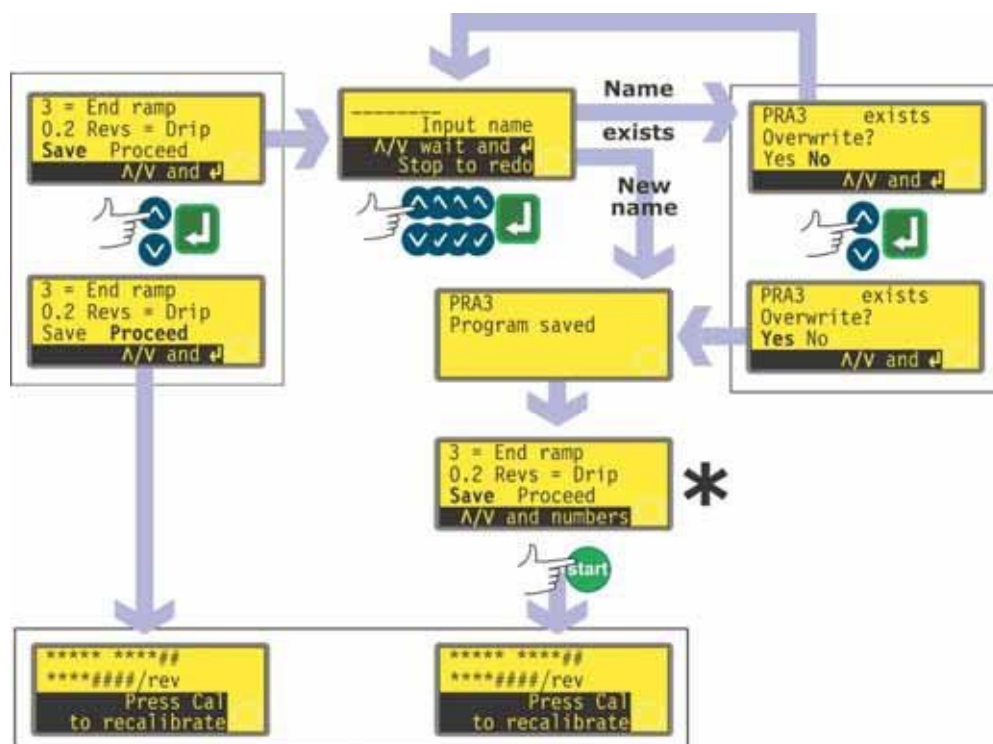 3 = End ramp
0.2 Revs = Drip
Save Proceed
Λ/V and ↵
3 = End ramp
0.2 Revs = Drip
Save Proceed
Λ/V and ↵
________
Input name
Λ/V wait and ↵
Stop to redo
Name
exists
New
name
PRA3 exists
Overwrite?
Yes No
Λ/V and ↵
PRA3 exists
Overwrite?
Yes No
Λ/V and ↵
PRA3
Program saved
3 = End ramp
0.2 Revs = Drip
Save Proceed
Λ/V and numbers
*
start
***** ****##
****####/rev
Press Cal
to recalibrate
***** ****##
****####/rev
Press Cal
to recalibrate